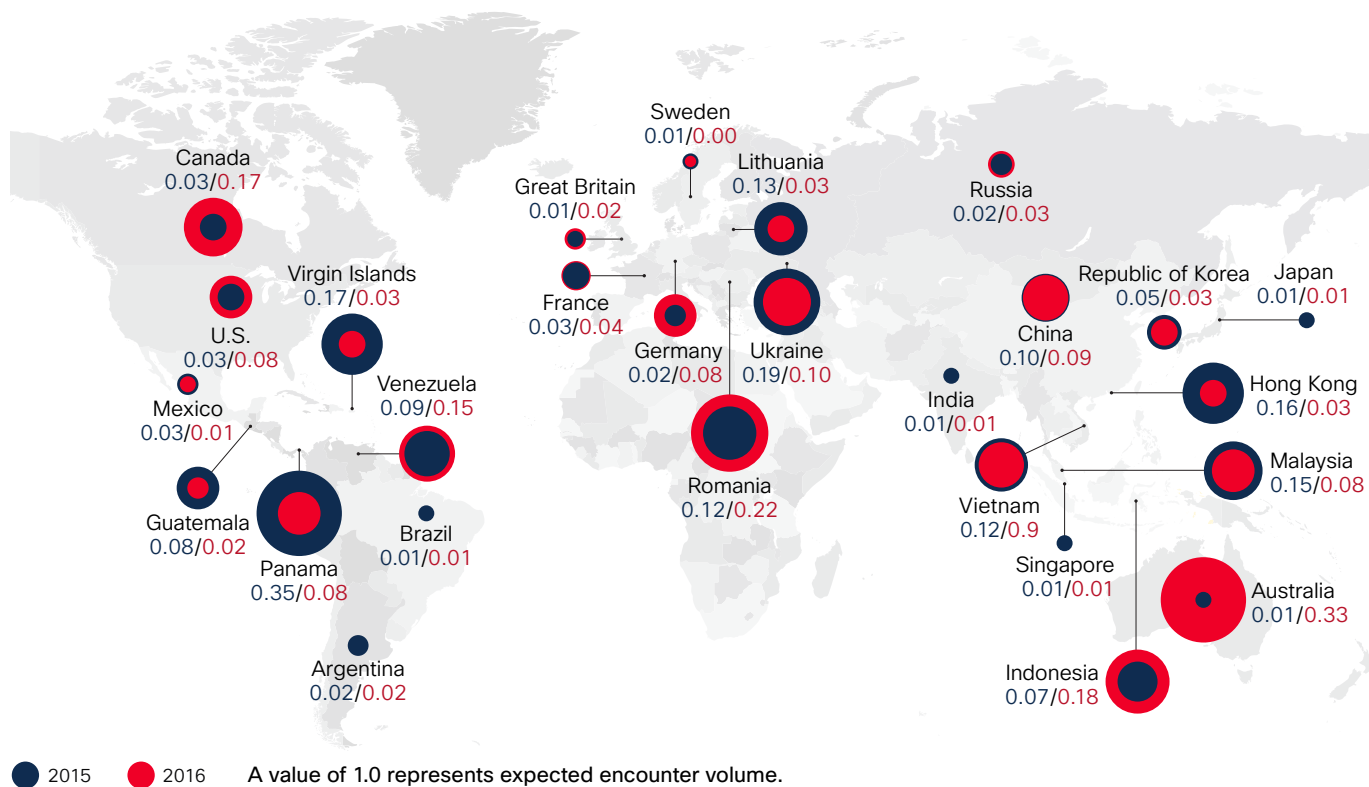 Sweden
0.01/0.00
Canada
0.03/0.17
Lithuania
0.13/0.03
Great Britain
0.01/0.02
Russia
0.02/0.03
Virgin Islands
0.17/0.03
Republic of Korea
0.05/0.03
Japan
0.01/0.01
France
0.03/0.04
U.S.
0.03/0.08
China
0.10/0.09
Germany
0.02/0.08
Ukraine
0.19/0.10
Venezuela
0.09/0.15
India
0.01/0.01
Hong Kong
0.16/0.03
Mexico
0.03/0.01
Malaysia
0.15/0.08
Romania
0.12/0.22
Vietnam
0.12/0.9
Guatemala
0.08/0.02
Brazil
0.01/0.01
Panama
0.35/0.08
Singapore
0.01/0.01
Australia
0.01/0.33
Argentina
0.02/0.02
Indonesia
0.07/0.18
2015
2016
A value of 1.0 represents expected encounter volume.